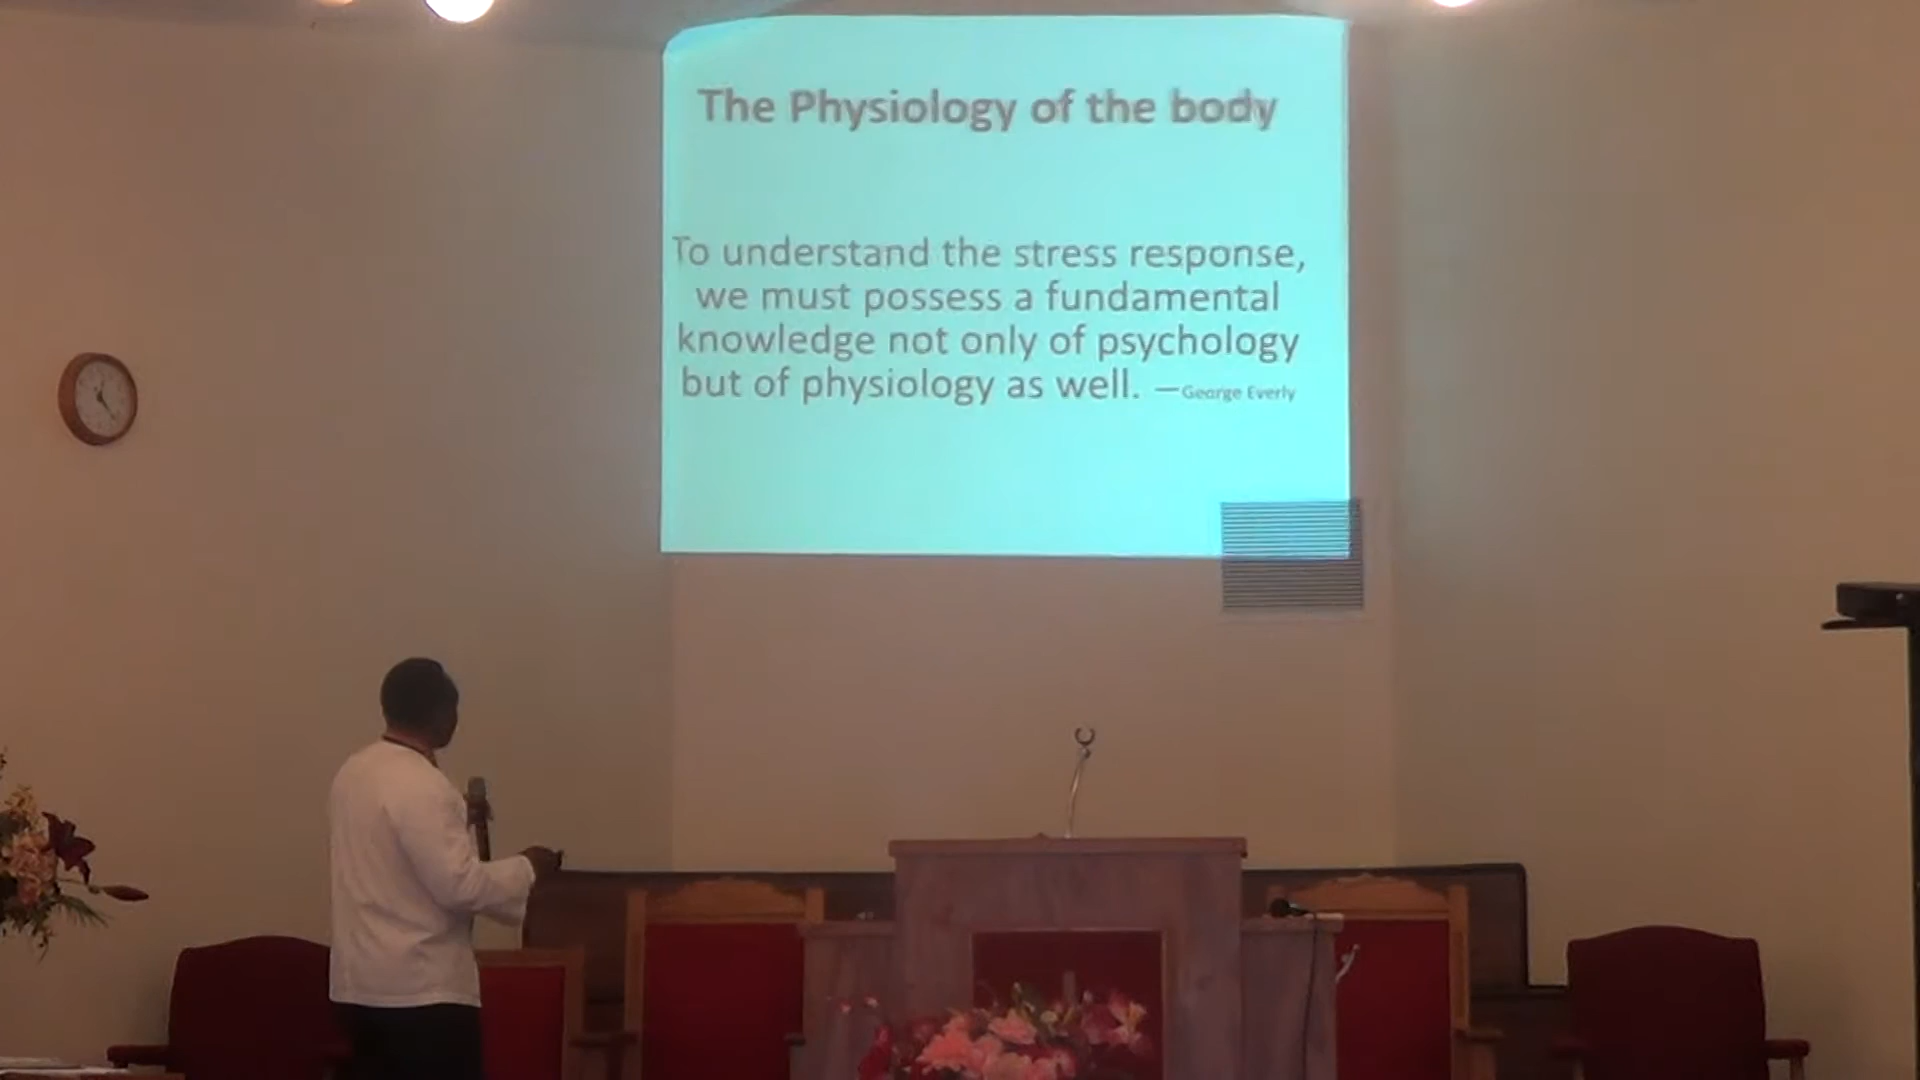 The Physiology of the body
To understand the stress response,
we must possess a fundamental
knowledge not only of psychology
but of physiology as well. —George Everly